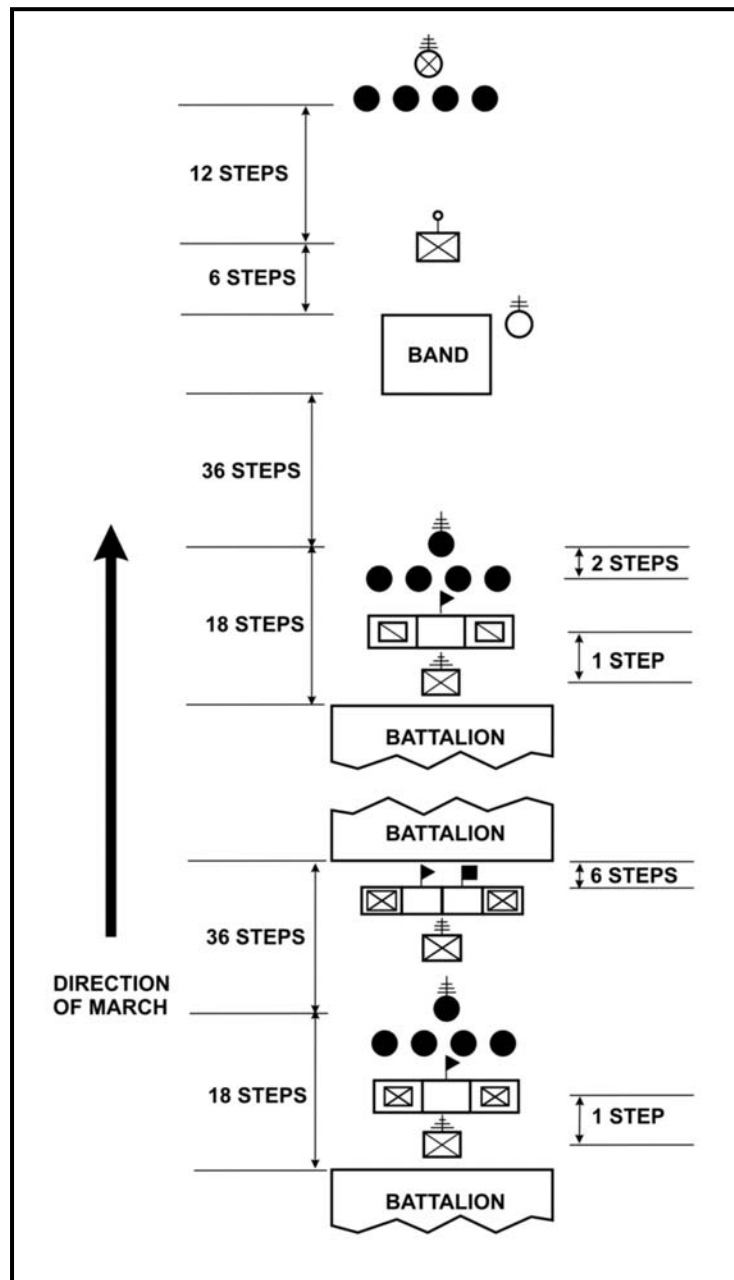 12 STEPS
6 STEPS
BAND
36 STEPS
2 STEPS
18 STEPS
1 STEP
BATTALION
BATTALION
6 STEPS
36 STEPS
DIRECTION
OF MARCH
18 STEPS
1 STEP
BATTALION